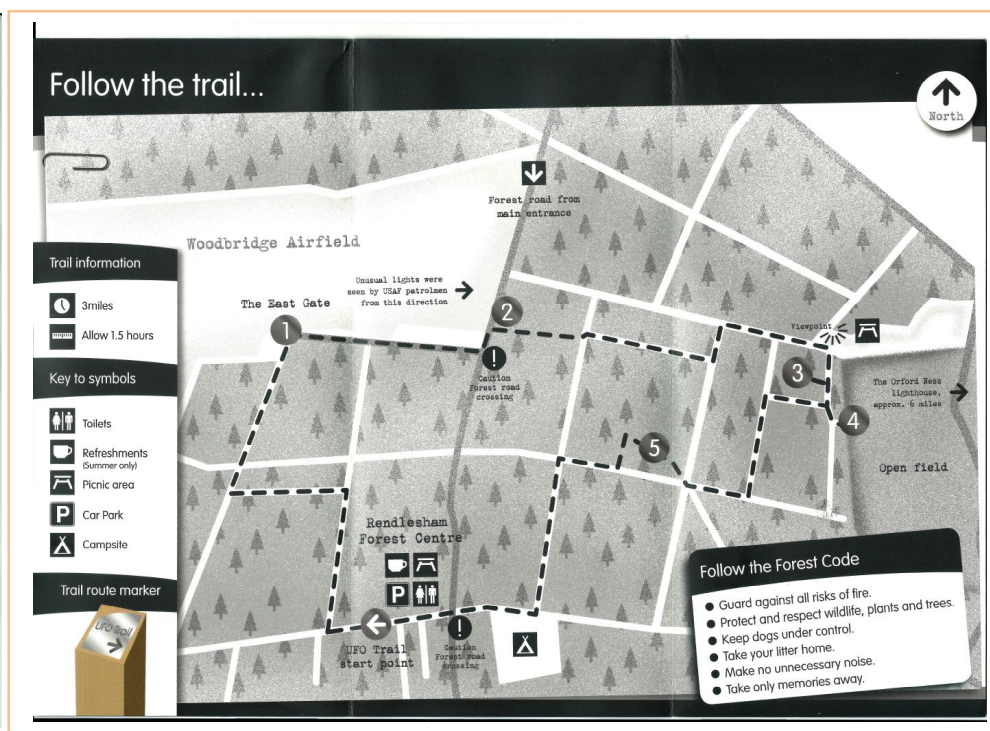 Follow the trail...
North
Forest road from
main entrance
Woodbridge Airfield
Unusual lights were
seen by USAF patrolmen
from this direction
The East Gate
1
2
!
Caution
Forest road
crossing
Viewpoint
3
4
The Orford Ness
lighthouse,
approx. 6 miles
5
Open field
Rendlesham
Forest Centre
P
UFO Trail
start point
!
Caution
Forest road
crossing
Trail information
3miles
Allow 1.5 hours
Key to symbols
Toilets
Refreshments
(Summer only)
Picnic area
P
Car Park
Campsite
Trail route marker
UFO Trail
Follow the Forest Code
● Guard against all risks of fire.
● Protect and respect wildlife, plants and trees.
● Keep dogs under control.
● Take your litter home.
● Make no unnecessary noise.
● Take only memories away.